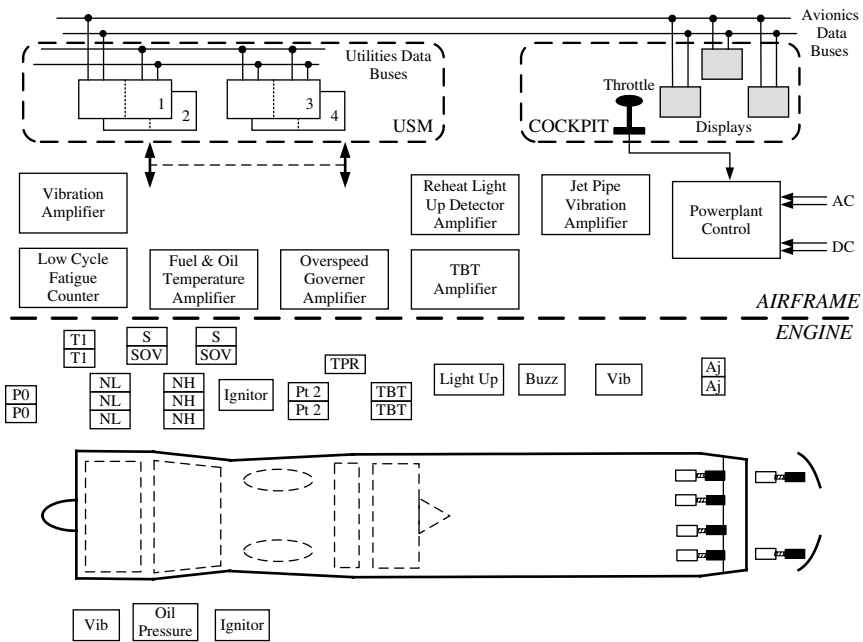 Avionics
Data
Buses
Utilities Data
Buses
1
2
3
4
USM
Throttle
COCKPIT
Displays
Vibration
Amplifier
Reheat Light
Up Detector
Amplifier
Jet Pipe
Vibration
Amplifier
Powerplant
Control
AC
DC
Low Cycle
Fatigue
Counter
Fuel & Oil
Temperature
Amplifier
Overspeed
Governer
Amplifier
TBT
Amplifier
AIRFRAME
ENGINE
T1
T1
S
SOV
S
SOV
TPR
P0
P0
NL
NL
NL
NH
NH
NH
Ignitor
Pt 2
Pt 2
TBT
TBT
Light Up
Buzz
Vib
Aj
Aj
Vib
Oil
Pressure
Ignitor